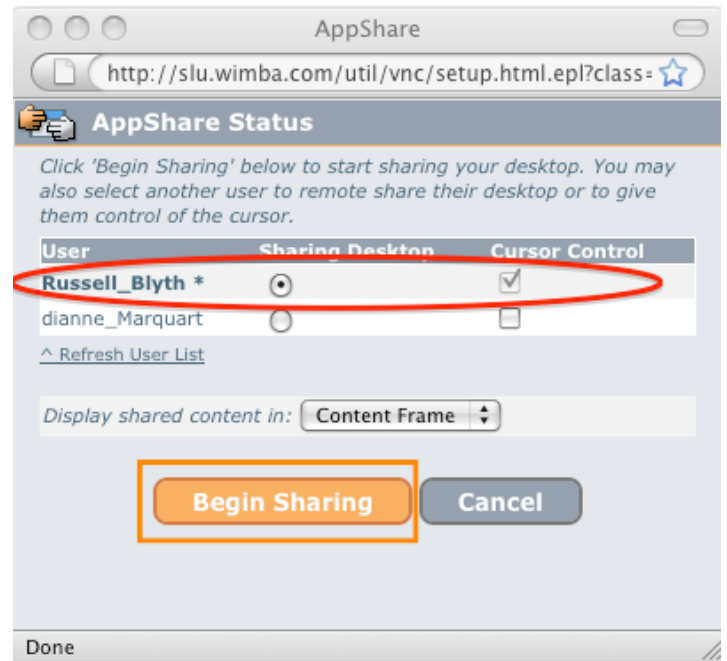 AppShare
http://slu.wimba.com/util/vnc/setup.html.epl?class=
AppShare Status
Click 'Begin Sharing' below to start sharing your desktop. You may
also select another user to remote share their desktop or to give
them control of the cursor.
User Sharing Desktop Cursor Control
Russell_Blyth *
dianne_Marquart
^ Refresh User List
Display shared content in: Content Frame
Begin Sharing Cancel
Done